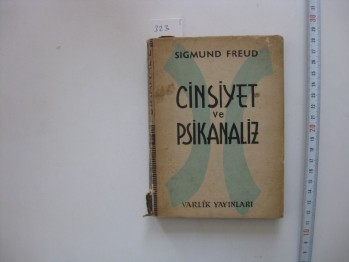 SIGMUND FREUD
CİNSİYET
ve
PSİKANALİZ
VARLIK YAYINLARI